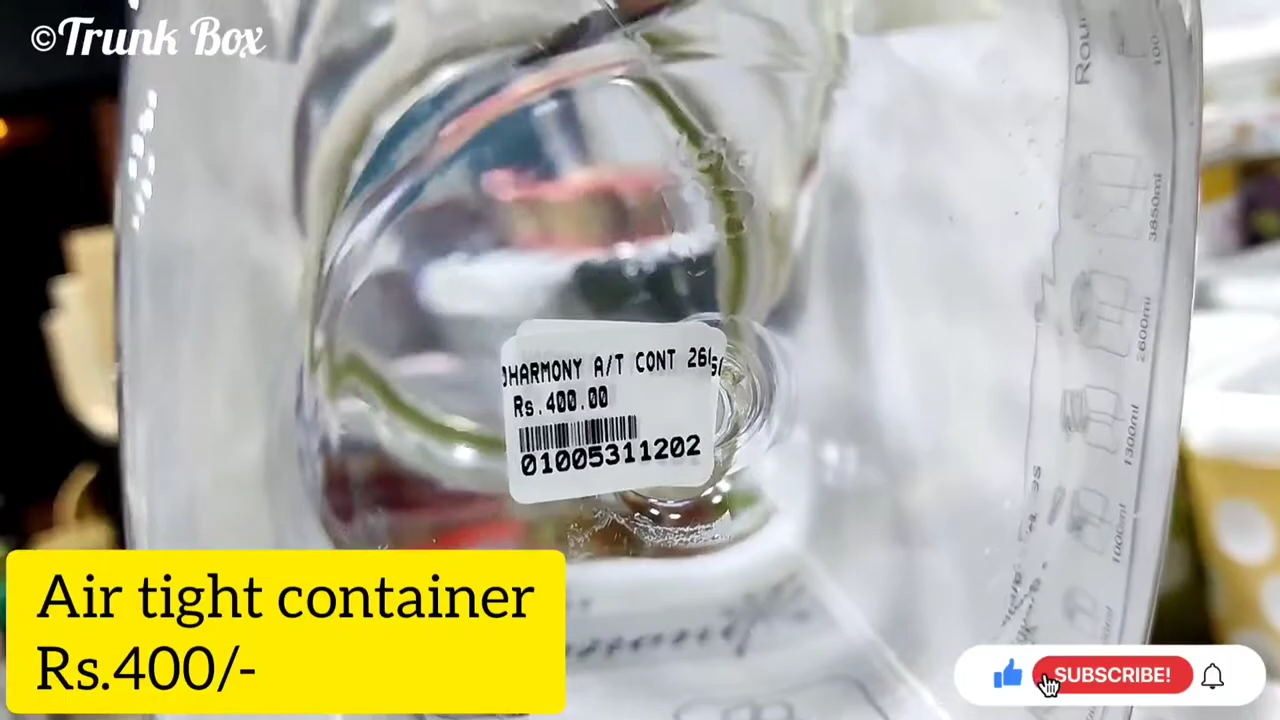 ©Trunk Box
HARMONY A/T CONT 26
Rs.400.00
01005311202
100
3850ml
2600ml
1300ml
1000ml
Air tight container
Rs.400/-
SUBSCRIBE!